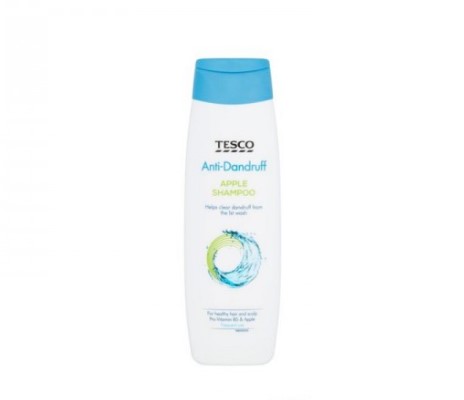 TESCO
Anti-Dandruff
APPLE
SHAMPOO
Helps clear dandruff from
the 1st week
For healthy hair and scalp
Pro-Vitamin B5 & Apple